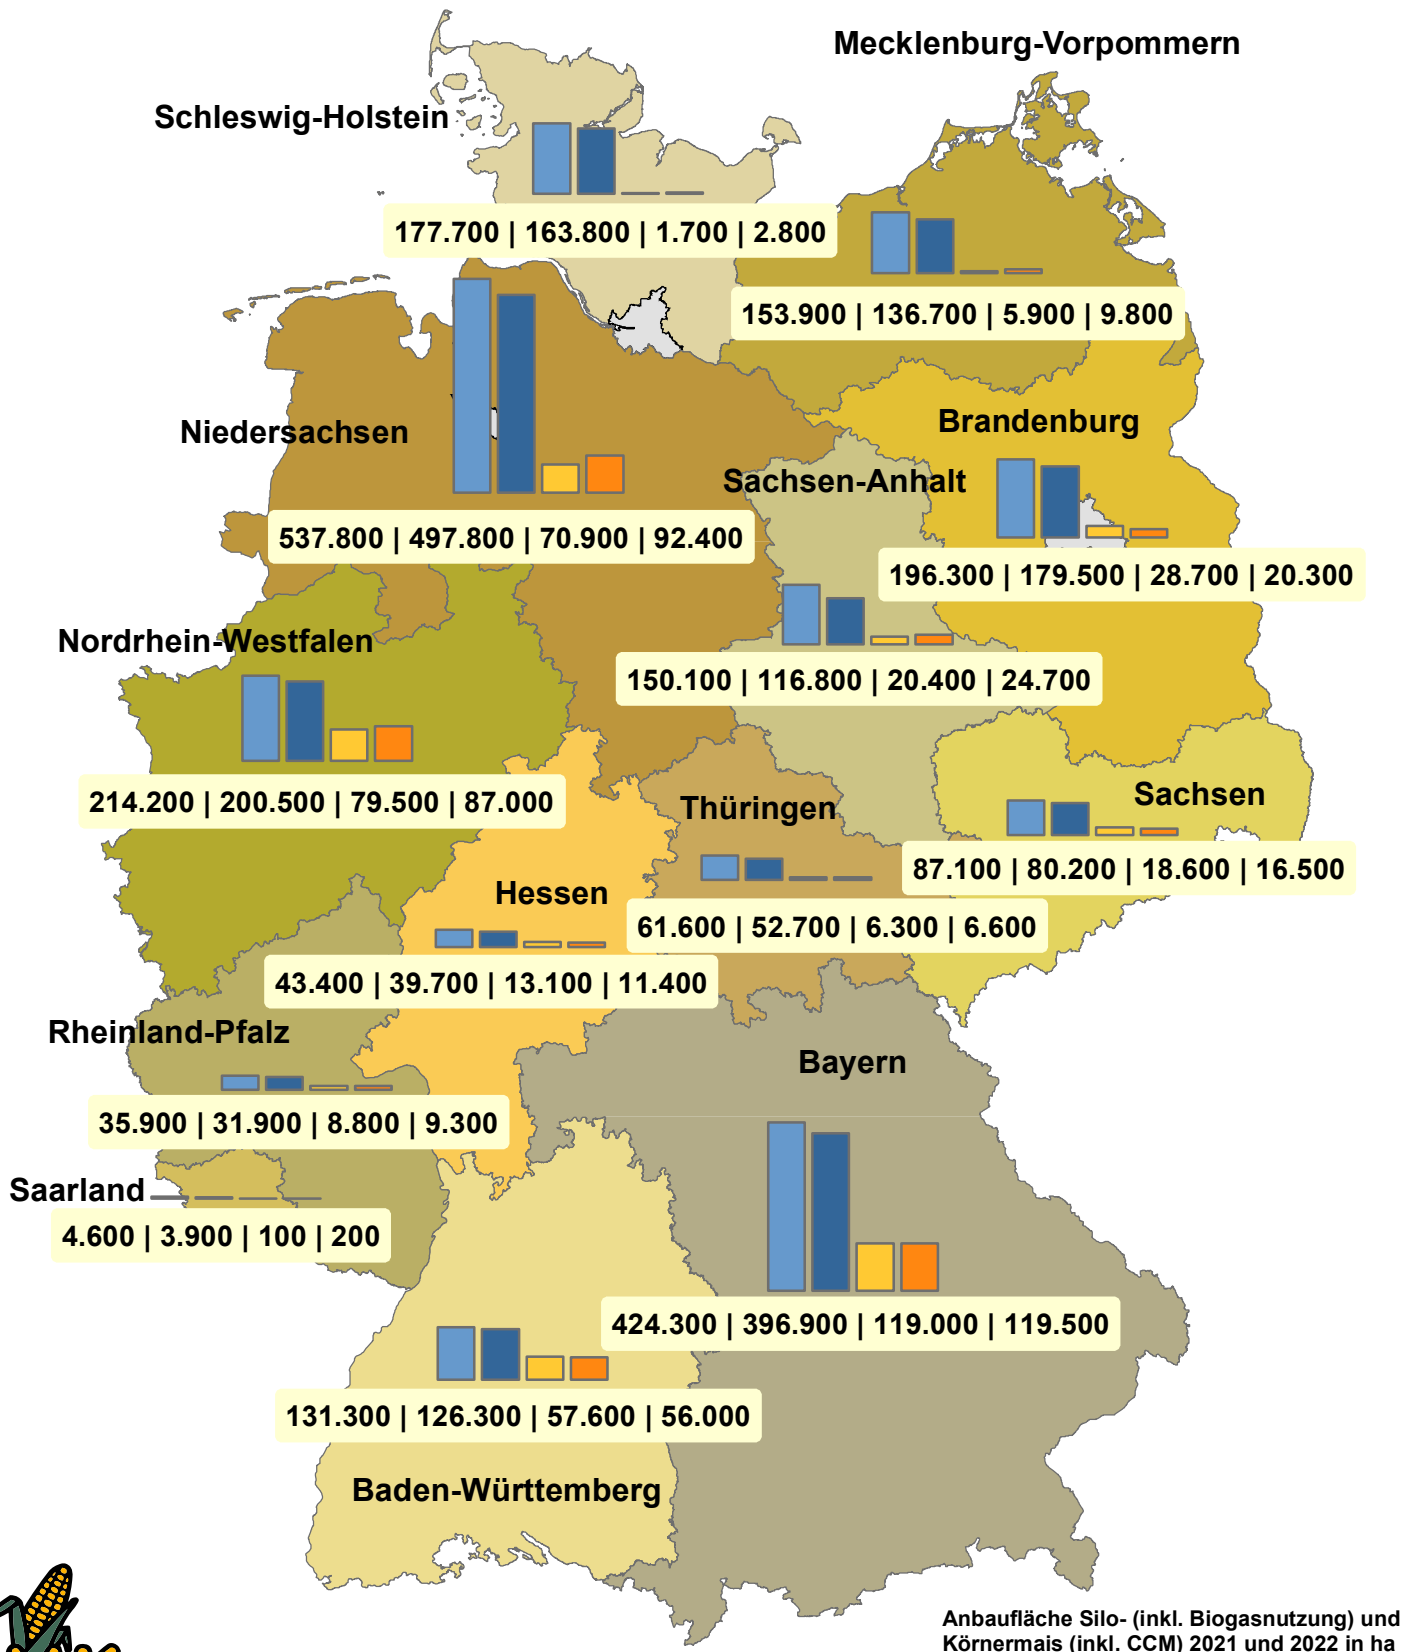 Mecklenburg-Vorpommern
Schleswig-Holstein
177.700 | 163.800 | 1.700 | 2.800
153.900 | 136.700 | 5.900 | 9.800
Niedersachsen
Brandenburg
Sachsen-Anhalt
537.800 | 497.800 | 70.900 | 92.400
196.300 | 179.500 | 28.700 | 20.300
Nordrhein-Westfalen
150.100 | 116.800 | 20.400 | 24.700
214.200 | 200.500 | 79.500 | 87.000
Thüringen
Sachsen
87.100 | 80.200 | 18.600 | 16.500
Hessen
61.600 | 52.700 | 6.300 | 6.600
43.400 | 39.700 | 13.100 | 11.400
Rheinland-Pfalz
Bayern
35.900 | 31.900 | 8.800 | 9.300
Saarland
4.600 | 3.900 | 100 | 200
424.300 | 396.900 | 119.000 | 119.500
131.300 | 126.300 | 57.600 | 56.000
Baden-Württemberg
Anbaufläche Silo- (inkl. Biogasnutzung) und
Körnermais (inkl. CCM) 2021 und 2022 in ha